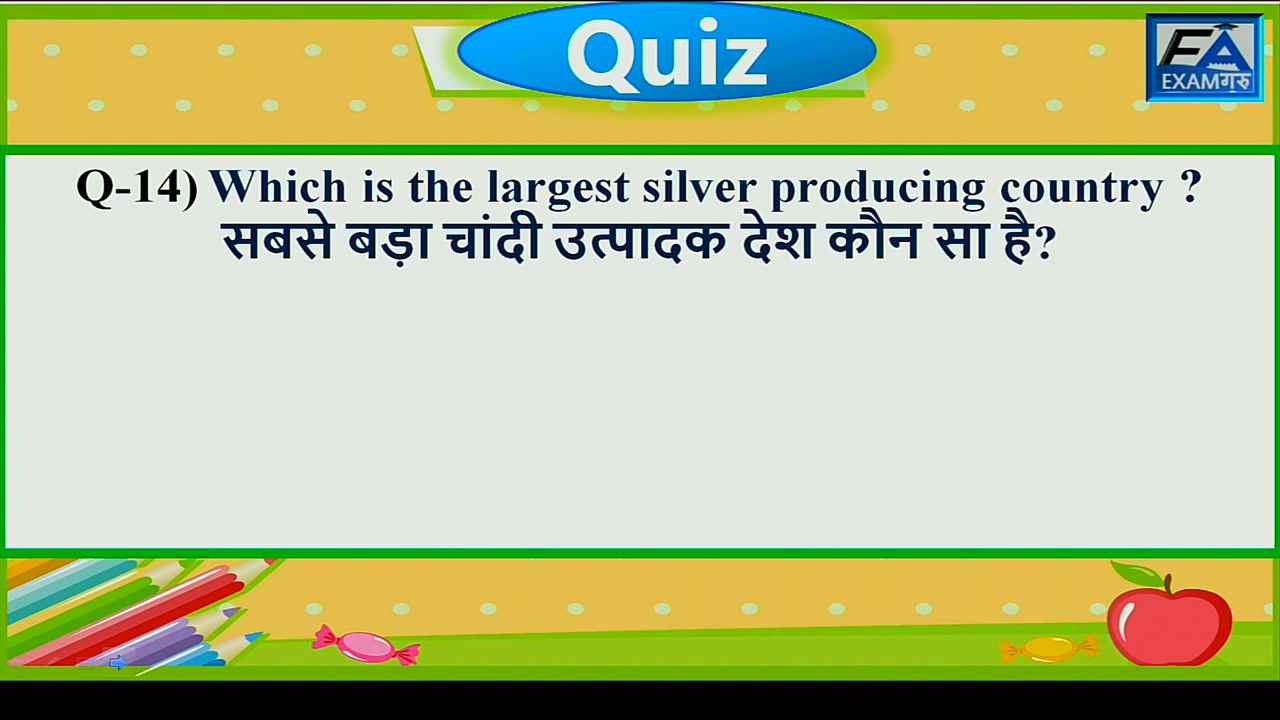 Quiz
EXAMगुरु
Q-14) Which is the largest silver producing country ?
सबसे बड़ा चांदी उत्पादक देश कौन सा है?